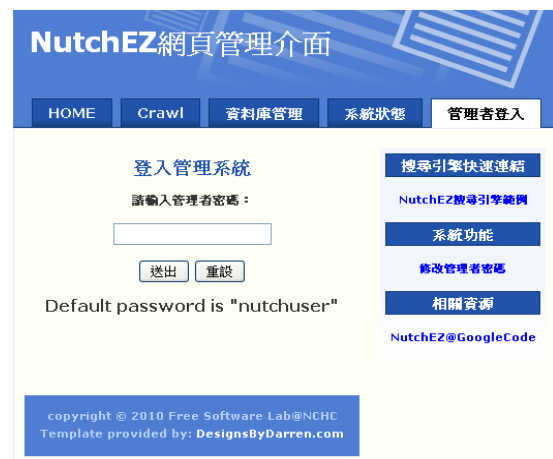 NutchEZ網頁管理介面
HOME
Crawl
資料庫管理
系統狀態
管理者登入
登入管理系統
請輸入管理者密碼：
送出
重設
Default password is "nutchuser"
搜尋引擎快速連結
NutchEZ搜尋引擎範例
系統功能
修改管理者密碼
相關資源
NutchEZ@GoogleCode
copyright © 2010 Free Software Lab@NCHC
Template provided by: DesignsByDarren.com